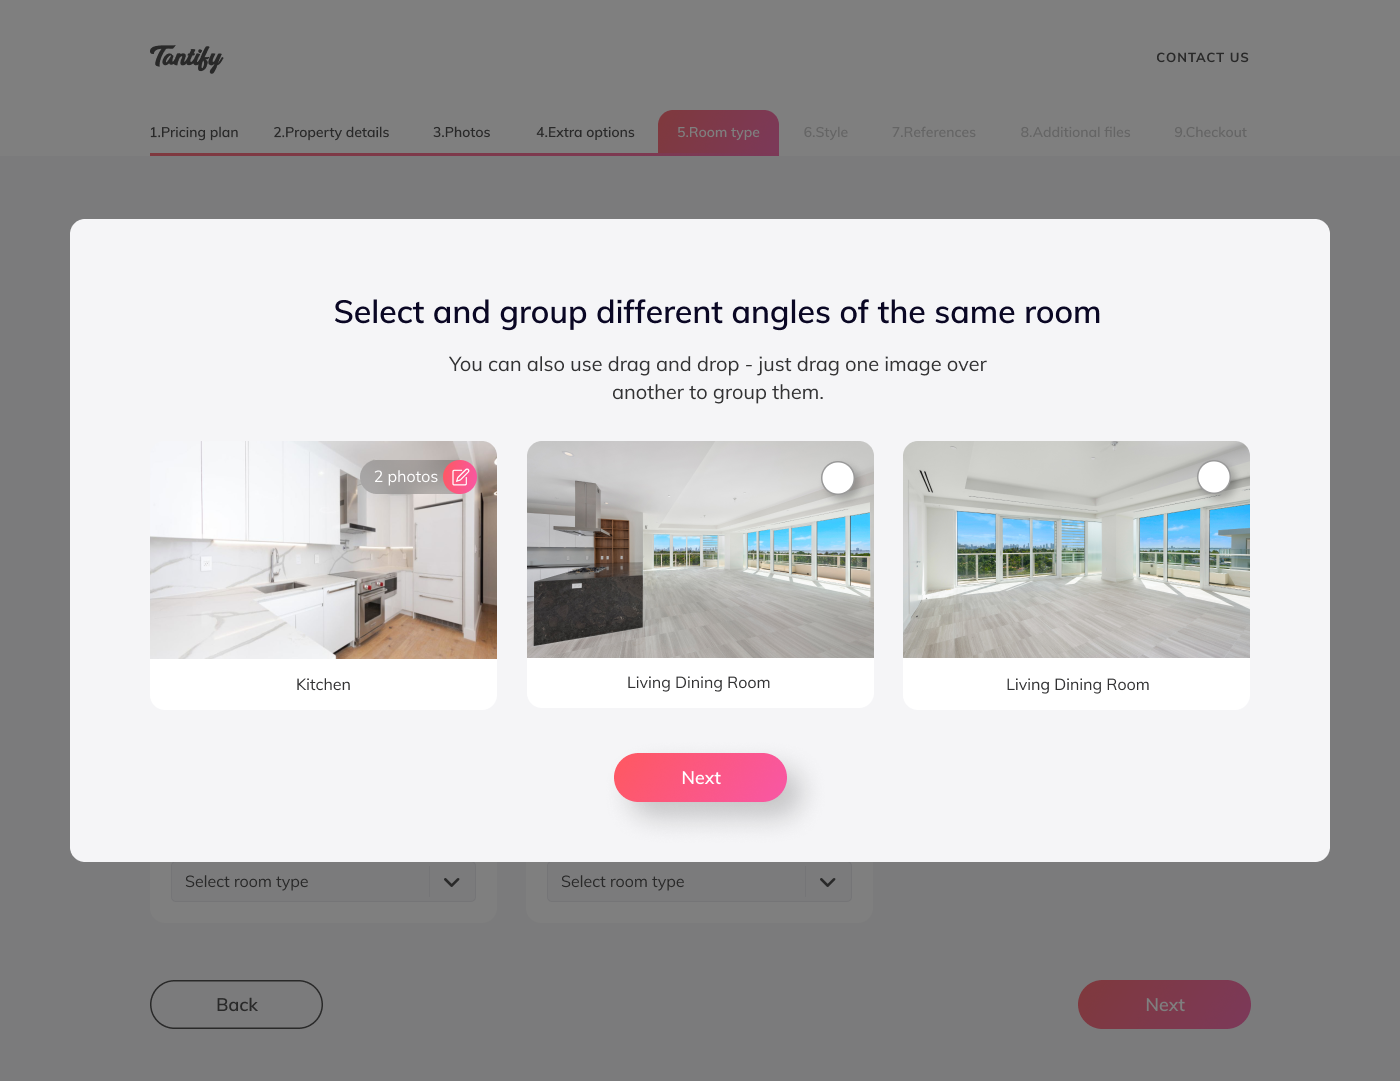 Tantify
CONTACT US
1.Pricing plan
2.Property details
3.Photos
4.Extra options
5.Room type
6.Style
7.References
8.Additional files
9.Checkout
Select and group different angles of the same room
You can also use drag and drop - just drag one image over
another to group them.
2 photos
Kitchen
Living Dining Room
Living Dining Room
Next
Select room type
Select room type
Back
Next